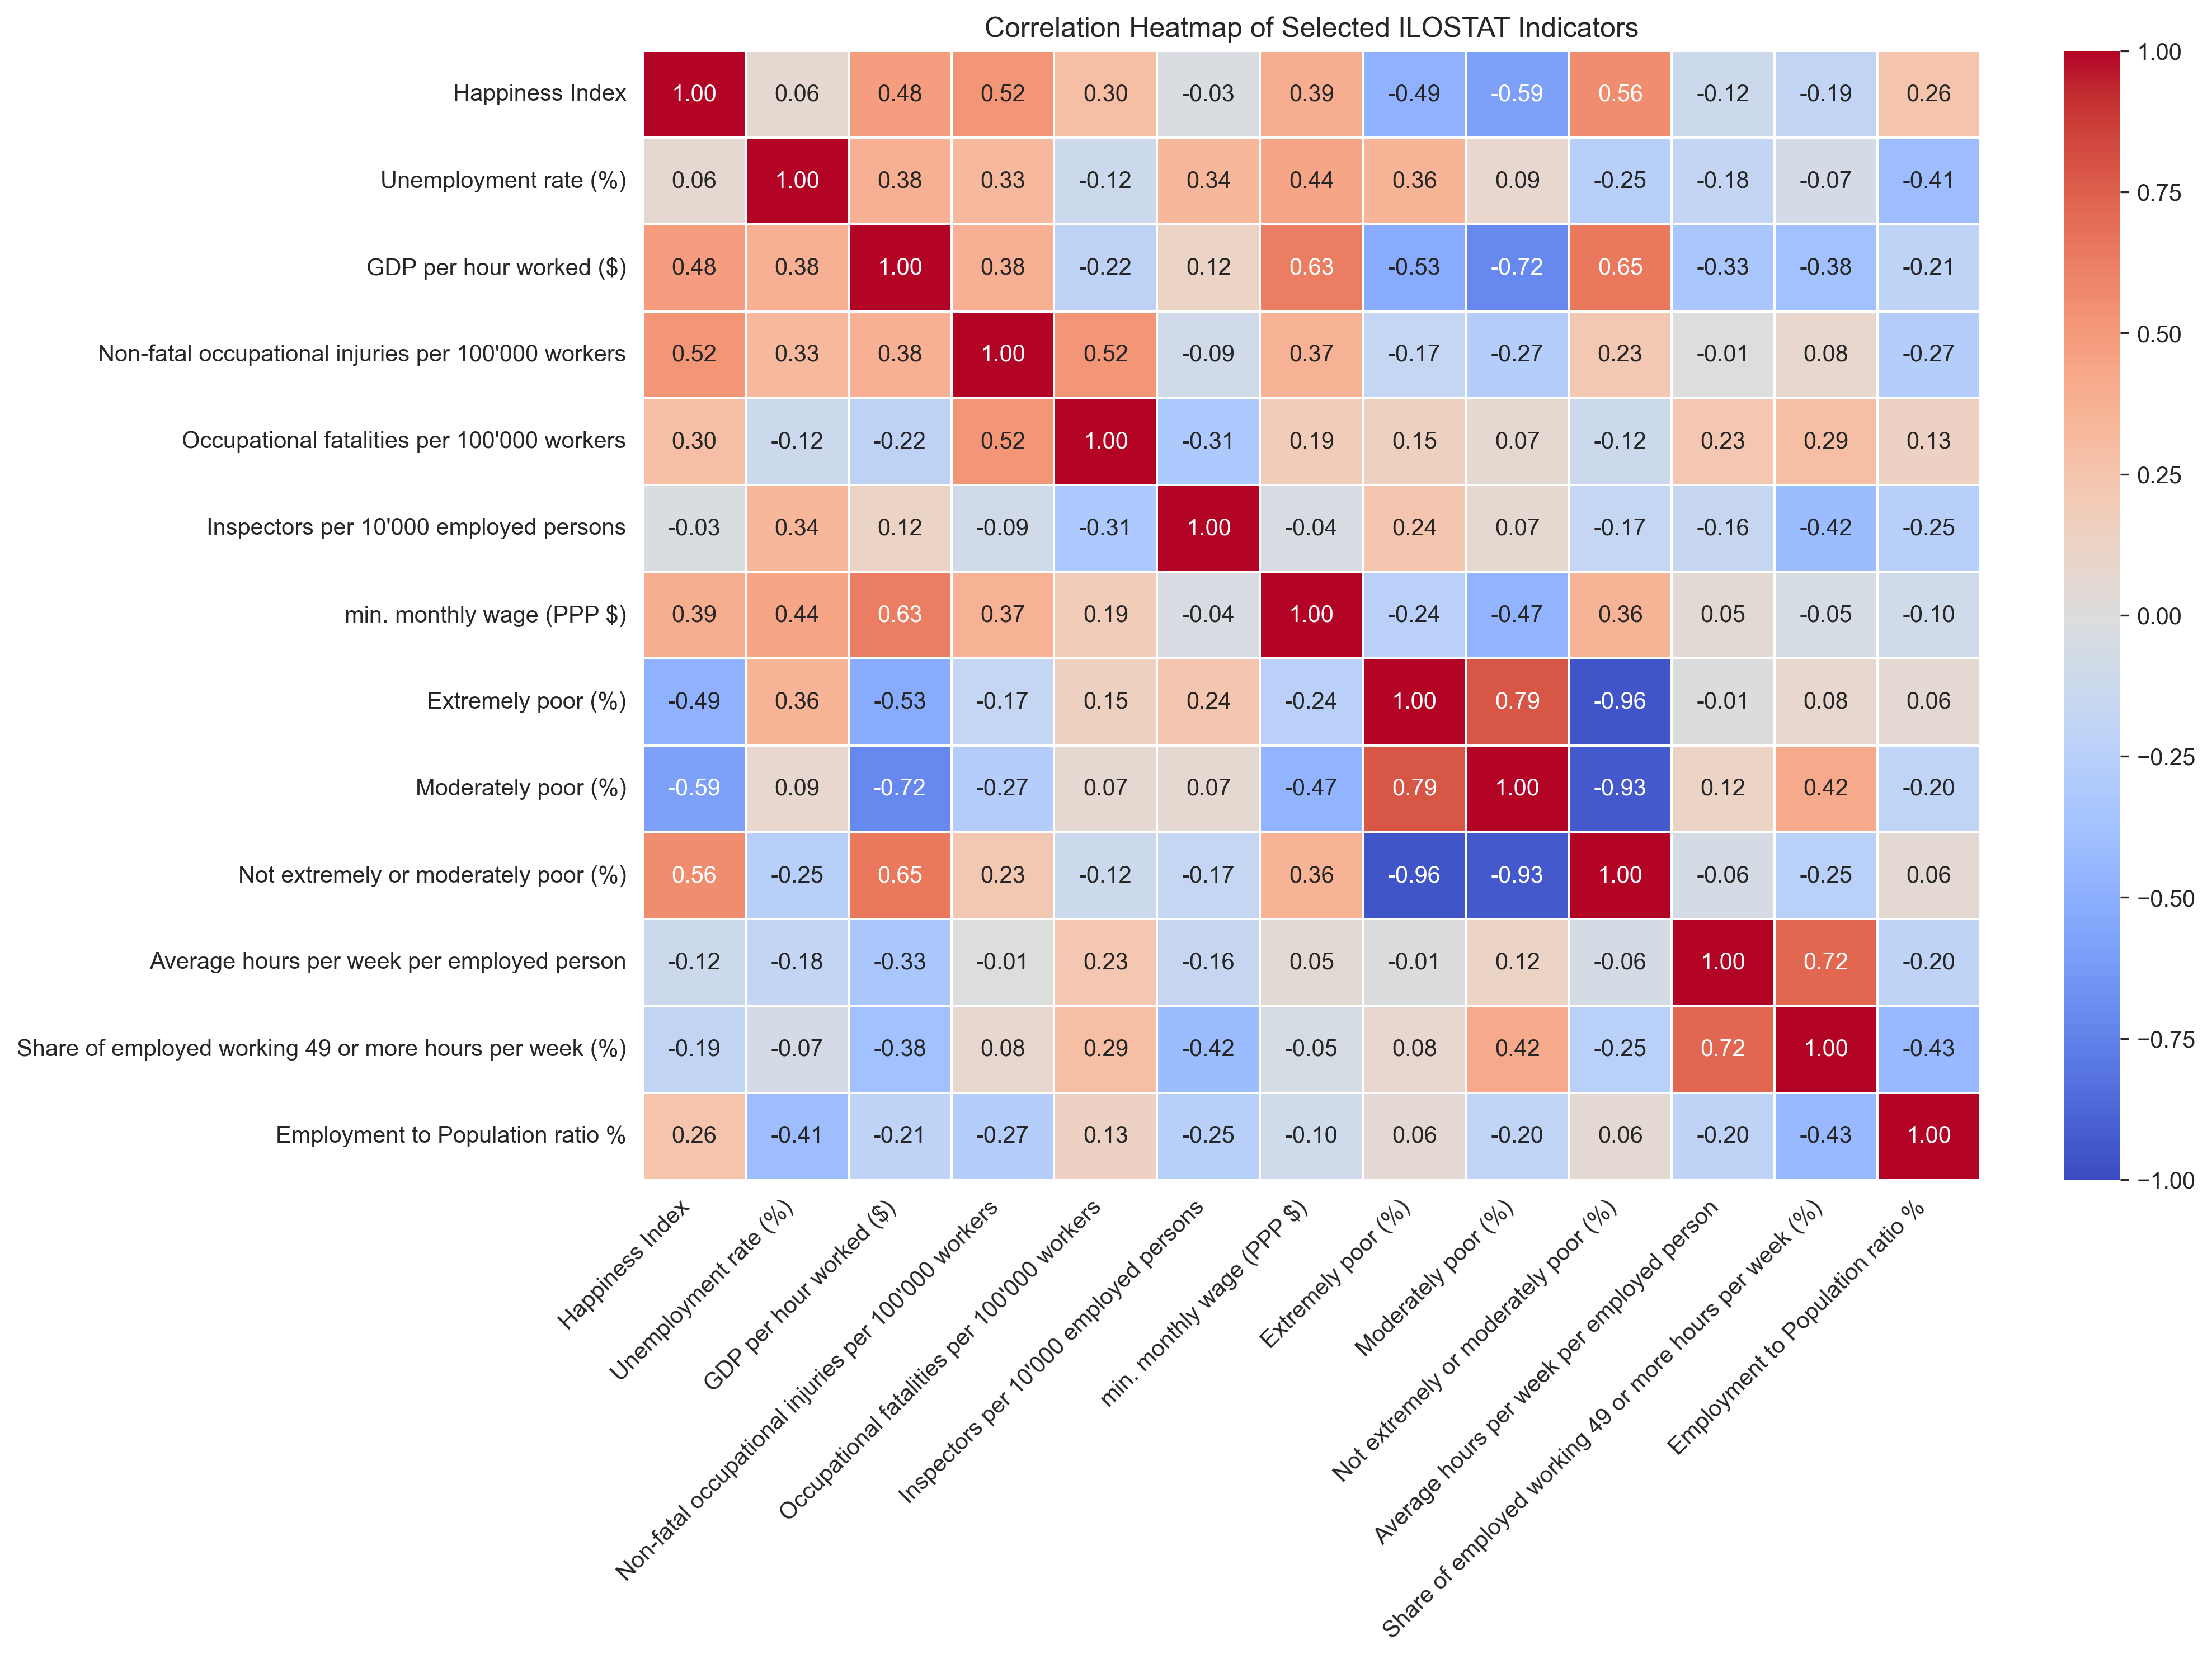 Correlation Heatmap of Selected ILOSTAT Indicators
Happiness Index 1.00 0.06 0.48 0.52 0.30 -0.03 0.39 -0.49 -0.59 0.56 -0.12 -0.19 0.26
Unemployment rate (%) 0.06 1.00 0.38 0.33 -0.12 0.34 0.44 0.36 0.09 -0.25 -0.18 -0.07 -0.41
GDP per hour worked ($) 0.48 0.38 1.00 0.38 -0.22 0.12 0.63 -0.53 -0.72 0.65 -0.33 -0.38 -0.21
Non-fatal occupational injuries per 100'000 workers 0.52 0.33 0.38 1.00 0.52 -0.09 0.37 -0.17 -0.27 0.23 -0.01 0.08 -0.27
Occupational fatalities per 100'000 workers 0.30 -0.12 -0.22 0.52 1.00 -0.31 0.19 0.15 0.07 -0.12 0.23 0.29 0.13
Inspectors per 10'000 employed persons -0.03 0.34 0.12 -0.09 -0.31 1.00 -0.04 0.24 0.07 -0.17 -0.16 -0.42 -0.25
min. monthly wage (PPP $) 0.39 0.44 0.63 0.37 0.19 -0.04 1.00 -0.24 -0.47 0.36 0.05 -0.05 -0.10
Extremely poor (%) -0.49 0.36 -0.53 -0.17 0.15 0.24 -0.24 1.00 0.79 -0.96 -0.01 0.08 0.06
Moderately poor (%) -0.59 0.09 -0.72 -0.27 0.07 0.07 -0.47 0.79 1.00 -0.93 0.12 0.42 -0.20
Not extremely or moderately poor (%) 0.56 -0.25 0.65 0.23 -0.12 -0.17 0.36 -0.96 -0.93 1.00 -0.06 -0.25 0.06
Average hours per week per employed person -0.12 -0.18 -0.33 -0.01 0.23 -0.16 0.05 -0.01 0.12 -0.06 1.00 0.72 -0.20
Share of employed working 49 or more hours per week (%) -0.19 -0.07 -0.38 0.08 0.29 -0.42 -0.05 0.08 0.42 -0.25 0.72 1.00 -0.43
Employment to Population ratio % 0.26 -0.41 -0.21 -0.27 0.13 -0.25 -0.10 0.06 -0.20 0.06 -0.20 -0.43 1.00
Happiness Index
Unemployment rate (%)
GDP per hour worked ($)
Non-fatal occupational injuries per 100'000 workers
Occupational fatalities per 100'000 workers
Inspectors per 10'000 employed persons
min. monthly wage (PPP $)
Extremely poor (%)
Moderately poor (%)
Not extremely or moderately poor (%)
Average hours per week per employed person
Share of employed working 49 or more hours per week (%)
Employment to Population ratio %
1.00
0.75
0.50
0.25
0.00
−0.25
−0.50
−0.75
−1.00